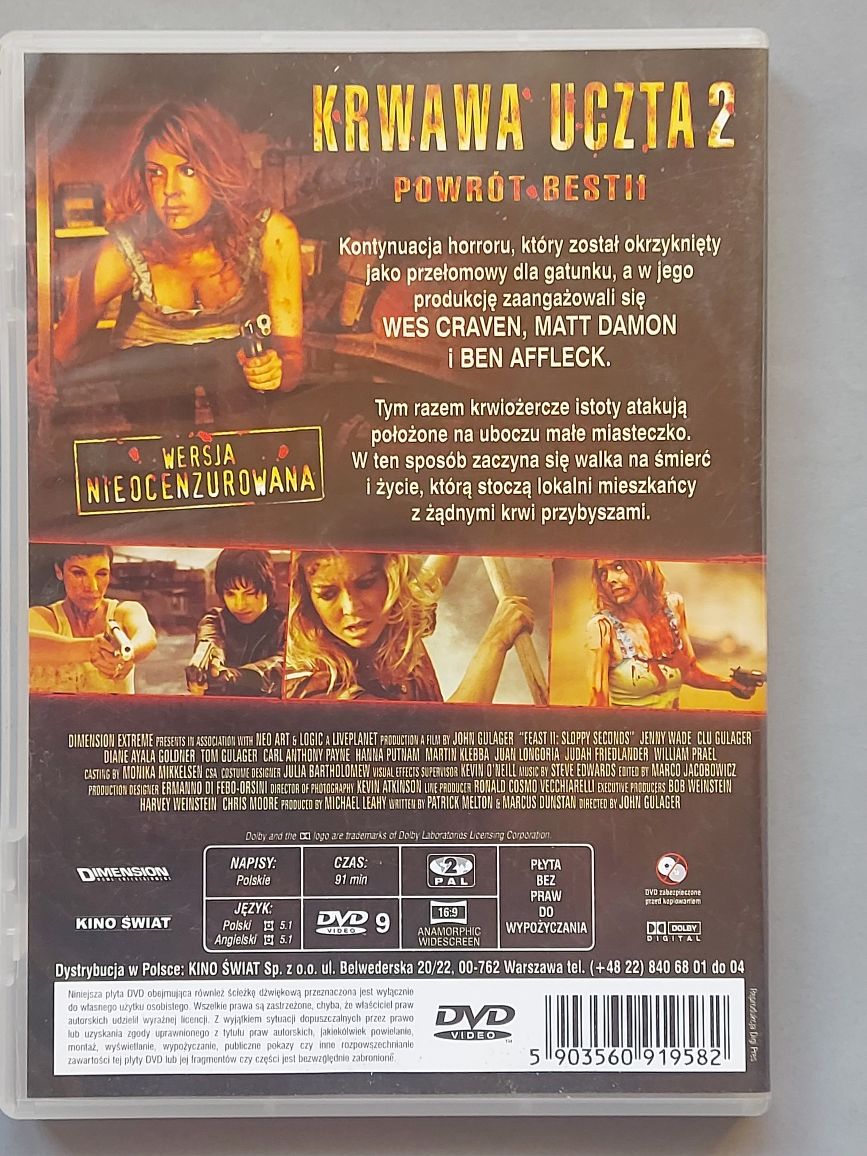 KRWAWA UCZTA 2
POWRÓT BESTII
Kontynuacja horroru, który został okrzyknięty
jako przełomowy dla gatunku, a w jego
produkcję zaangażowali się
WES CRAVEN, MATT DAMON
i BEN AFFLECK.
Tym razem krwiożercze istoty atakują
położone na uboczu małe miasteczko.
W ten sposób zaczyna się walka na śmierć
i życie, którą stoczą lokalni mieszkańcy
z żądnymi krwi przybyszami.
WERSJA
NIEOCENZUROWANA
DIMENSION EXTREME PRESENTS IN ASSOCIATION WITH NEO ART & LOGIC A LIVEPLANET PRODUCTION A FILM BY JOHN GULAGER "FEAST II: SLOPPY SECONDS" JENNY WADE CLU GULAGER
DIANE AYALA GOLDNER TOM GULAGER CARL ANTHONY PAYNE HANNA PUTNAM MARTIN KLEBBA JUAN LONGORIA JUDAH FRIEDLANDER WILLIAM PRAEL
CASTING BY MONIKA MIKKELSEN CSA COSTUME DESIGNER JULIA BARTHOLOMEW VISUAL EFFECTS SUPERVISOR KEVIN O'NEILL MUSIC BY STEVE EDWARDS EDITED BY MARCO JACOBOWICZ
PRODUCTION DESIGNER ERMANNO DI FEBO-ORSINI DIRECTOR OF PHOTOGRAPHY KEVIN ATKINSON LINE PRODUCER RONALD COSMO VECCHIARELLI EXECUTIVE PRODUCERS BOB WEINSTEIN
HARVEY WEINSTEIN CHRIS MOORE PRODUCED BY MICHAEL LEAHY WRITTEN BY PATRICK MELTON & MARCUS DUNSTAN DIRECTED BY JOHN GULAGER
Dolby and the logo are trademarks of Dolby Laboratories Licensing Corporation.
DIMENSION
HOME ENTERTAINMENT
KINO ŚWIAT
NAPISY:
Polskie
CZAS:
91 min
2
PAL
PŁYTA
BEZ
PRAW
DO
WYPOŻYCZANIA
JĘZYK:
Polski 5.1
Angielski 5.1
DVD 9
VIDEO
16:9
ANAMORPHIC
WIDESCREEN
DVD zabezpieczone
przed kopiowaniem
DOLBY
DIGITAL
Dystrybucja w Polsce: KINO ŚWIAT Sp. z o.o. ul. Belwederska 20/22, 00-762 Warszawa tel. (+48 22) 840 68 01 do 04
Niniejsza płyta DVD obejmująca również ścieżkę dźwiękową przeznaczona jest wyłącznie
do własnego użytku osobistego. Wszelkie prawa są zastrzeżone, chyba, że właściciel praw
autorskich udzielił wyraźnej licencji. Z wyjątkiem sytuacji dopuszczalnych przez prawo
lub uzyskania zgody uprawnionego z tytułu praw autorskich, jakiekolwiek powielanie,
montaż, wyświetlanie, wypożyczanie, publiczne pokazy czy inne rozpowszechnianie
zawartości tej płyty DVD lub jej fragmentów czy części jest bezwzględnie zabronione.
DVD
VIDEO
5 903560 919582